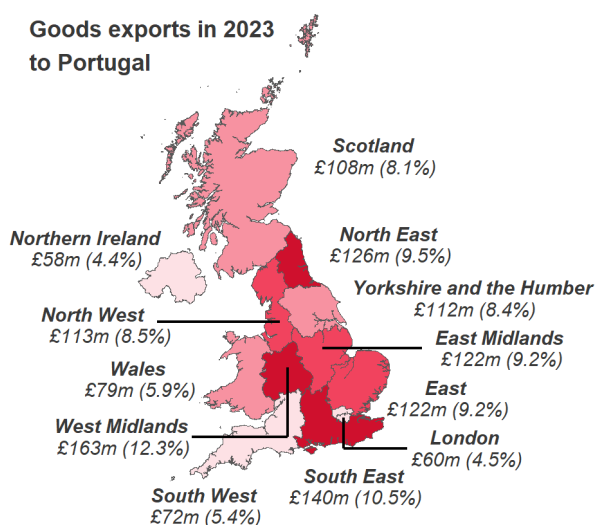 Goods exports in 2023
to Portugal
Scotland
£108m (8.1%)
Northern Ireland
£58m (4.4%)
North East
£126m (9.5%)
Yorkshire and the Humber
£112m (8.4%)
North West
£113m (8.5%)
East Midlands
£122m (9.2%)
Wales
£79m (5.9%)
East
£122m (9.2%)
West Midlands
£163m (12.3%)
London
£60m (4.5%)
South East
£140m (10.5%)
South West
£72m (5.4%)